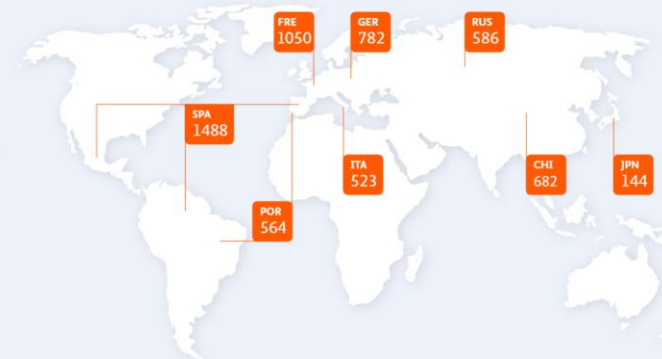 FRE
1050
GER
782
RUS
586
SPA
1488
ITA
523
CHI
682
JPN
144
POR
564